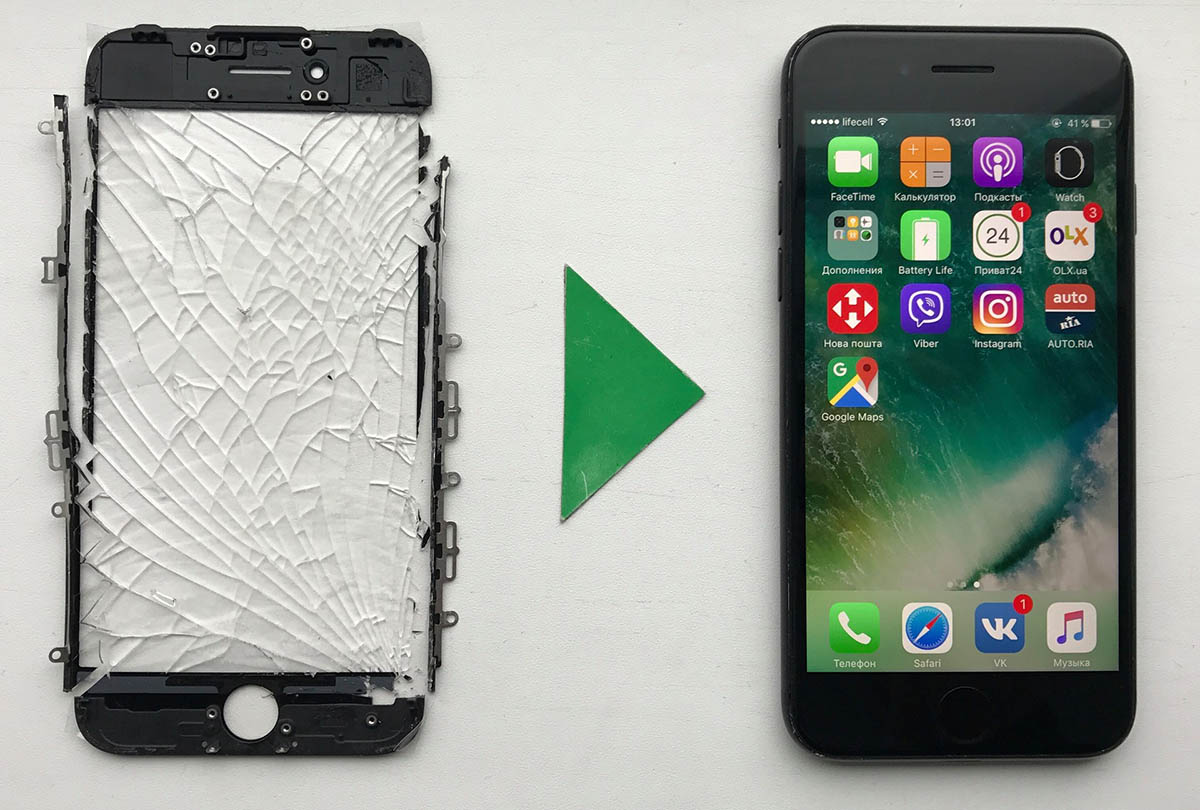 lifecell 13:01 41 %
FaceTime Калькулятор Подкасты Watch
1 3
24 OLX
Дополнения Battery Life Приват24 OLX.ua
auto
RIA
Нова пошта Viber Instagram AUTO.RIA
G
Google Maps
1
VK
Телефон Safari VK Музыка